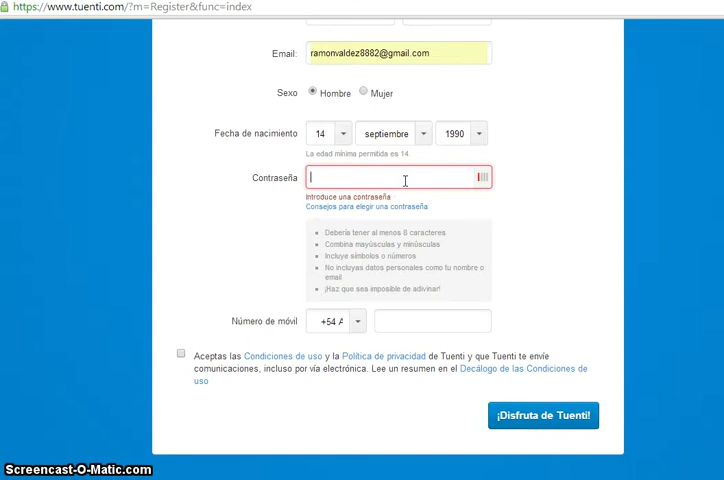 https://www.tuenti.com/?m=Register&func=index
Email: ramonvaldez8882@gmail.com
Sexo Hombre Mujer
Fecha de nacimiento 14 septiembre 1990
La edad mínima permitida es 14.
Contraseña
Introduce una contraseña
Consejos para elegir una contraseña
Debería tener al menos 8 caracteres
Combina mayúsculas y minúsculas
Incluye símbolos o números
No incluyas datos personales como tu nombre o
email
¡Haz que sea imposible de adivinar!
Número de móvil +54 A
Aceptas las Condiciones de uso y la Política de privacidad de Tuenti y que Tuenti te envíe
comunicaciones, incluso por vía electrónica. Lee un resumen en el Decálogo de las Condiciones de
uso
¡Disfruta de Tuenti!
Screencast-O-Matic.com